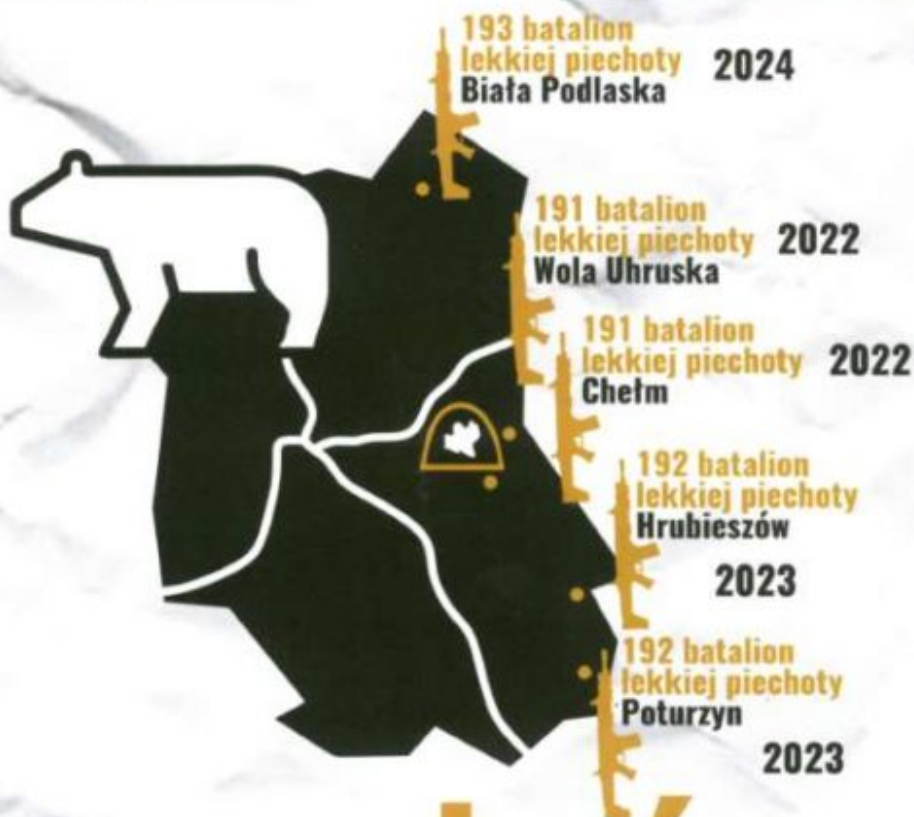 193 batalion
lekkiej piechoty
Biała Podlaska
2024
191 batalion
lekkiej piechoty
Wola Uhruska
2022
191 batalion
lekkiej piechoty
Chełm
2022
192 batalion
lekkiej piechoty
Hrubieszów
2023
192 batalion
lekkiej piechoty
Poturzyn
2023